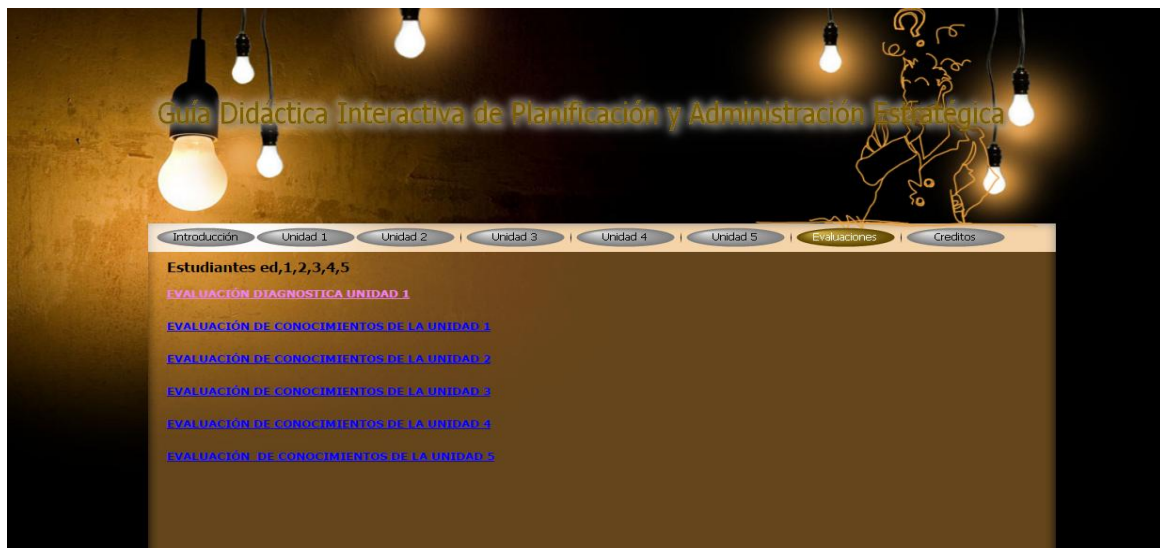 Guía Didáctica Interactiva de Planificación y Administración Estratégica
Introducción Unidad 1 Unidad 2 Unidad 3 Unidad 4 Unidad 5 Evaluaciones Creditos
Estudiantes ed,1,2,3,4,5
EVALUACIÓN DIAGNOSTICA UNIDAD 1
EVALUACIÓN DE CONOCIMIENTOS DE LA UNIDAD 1
EVALUACIÓN DE CONOCIMIENTOS DE LA UNIDAD 2
EVALUACIÓN DE CONOCIMIENTOS DE LA UNIDAD 3
EVALUACIÓN DE CONOCIMIENTOS DE LA UNIDAD 4
EVALUACIÓN DE CONOCIMIENTOS DE LA UNIDAD 5